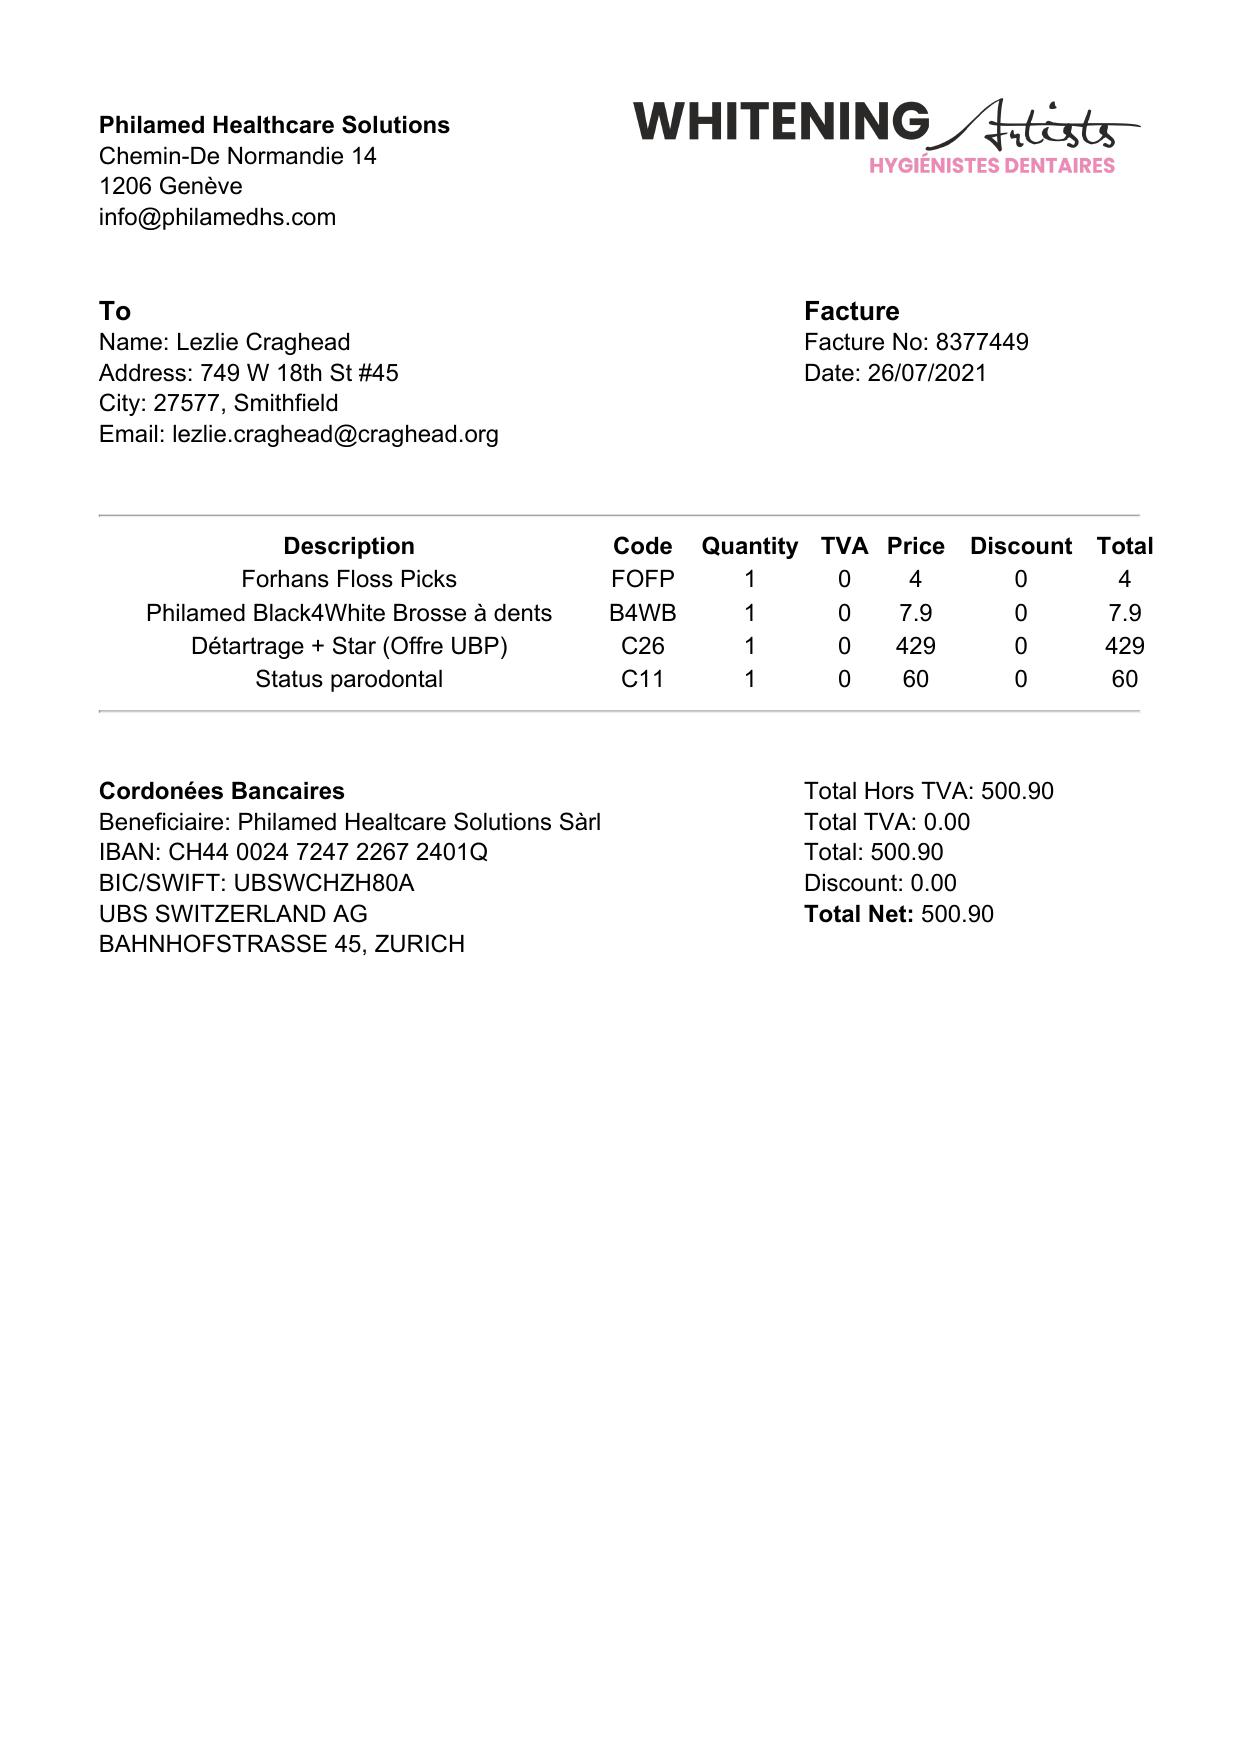 Philamed Healthcare Solutions
Chemin-De Normandie 14
1206 Genève
info@philamedhs.com
WHITENING Artists
HYGIÉNISTES DENTAIRES
To
Name: Lezlie Craghead
Address: 749 W 18th St #45
City: 27577, Smithfield
Email: lezlie.craghead@craghead.org
Facture
Facture No: 8377449
Date: 26/07/2021
Description Code Quantity TVA Price Discount Total
Forhans Floss Picks FOFP 1 0 4 0 4
Philamed Black4White Brosse à dents B4WB 1 0 7.9 0 7.9
Détartrage + Star (Offre UBP) C26 1 0 429 0 429
Status parodontal C11 1 0 60 0 60
Cordonées Bancaires
Beneficiaire: Philamed Healtcare Solutions Sàrl
IBAN: CH44 0024 7247 2267 2401Q
BIC/SWIFT: UBSWCHZH80A
UBS SWITZERLAND AG
BAHNHOFSTRASSE 45, ZURICH
Total Hors TVA: 500.90
Total TVA: 0.00
Total: 500.90
Discount: 0.00
Total Net: 500.90